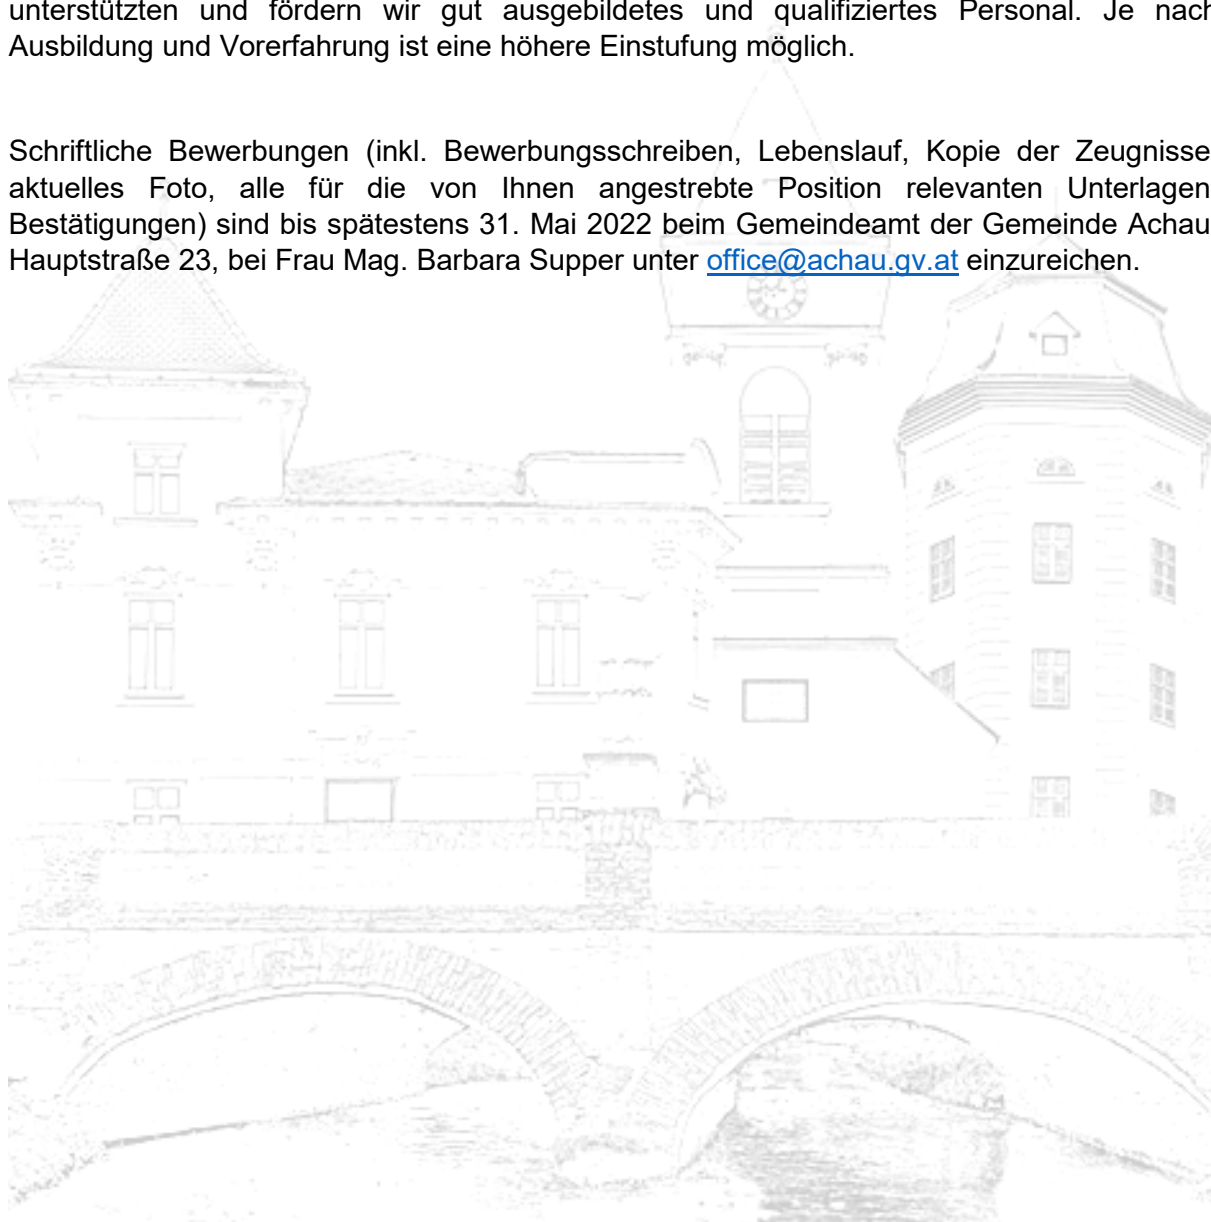 unterstützten und fördern wir gut ausgebildetes und qualifiziertes Personal. Je nach
Ausbildung und Vorerfahrung ist eine höhere Einstufung möglich.
Schriftliche Bewerbungen (inkl. Bewerbungsschreiben, Lebenslauf, Kopie der Zeugnisse
aktuelles Foto, alle für die von Ihnen angestrebte Position relevanten Unterlagen
Bestätigungen) sind bis spätestens 31. Mai 2022 beim Gemeindeamt der Gemeinde Achau
Hauptstraße 23, bei Frau Mag. Barbara Supper unter office@achau.gv.at einzureichen.